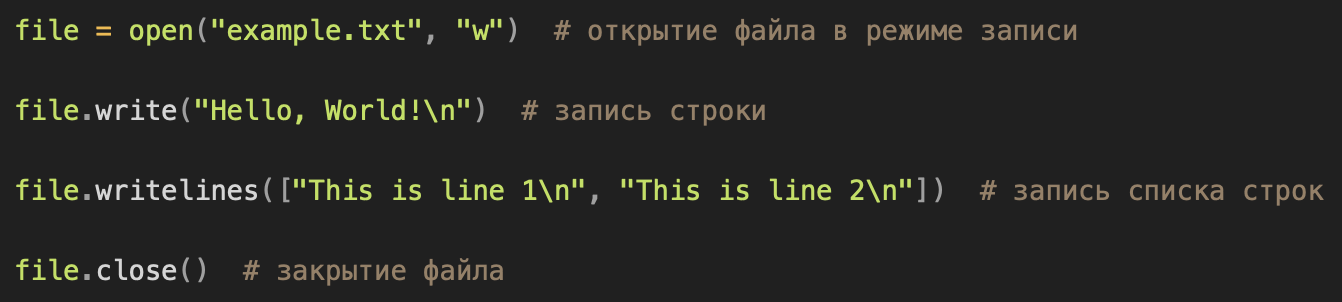 file = open("example.txt", "w")  # открытие файла в режиме записи
file.write("Hello, World!\n")  # запись строки
file.writelines(["This is line 1\n", "This is line 2\n"])  # запись списка строк
file.close()  # закрытие файла